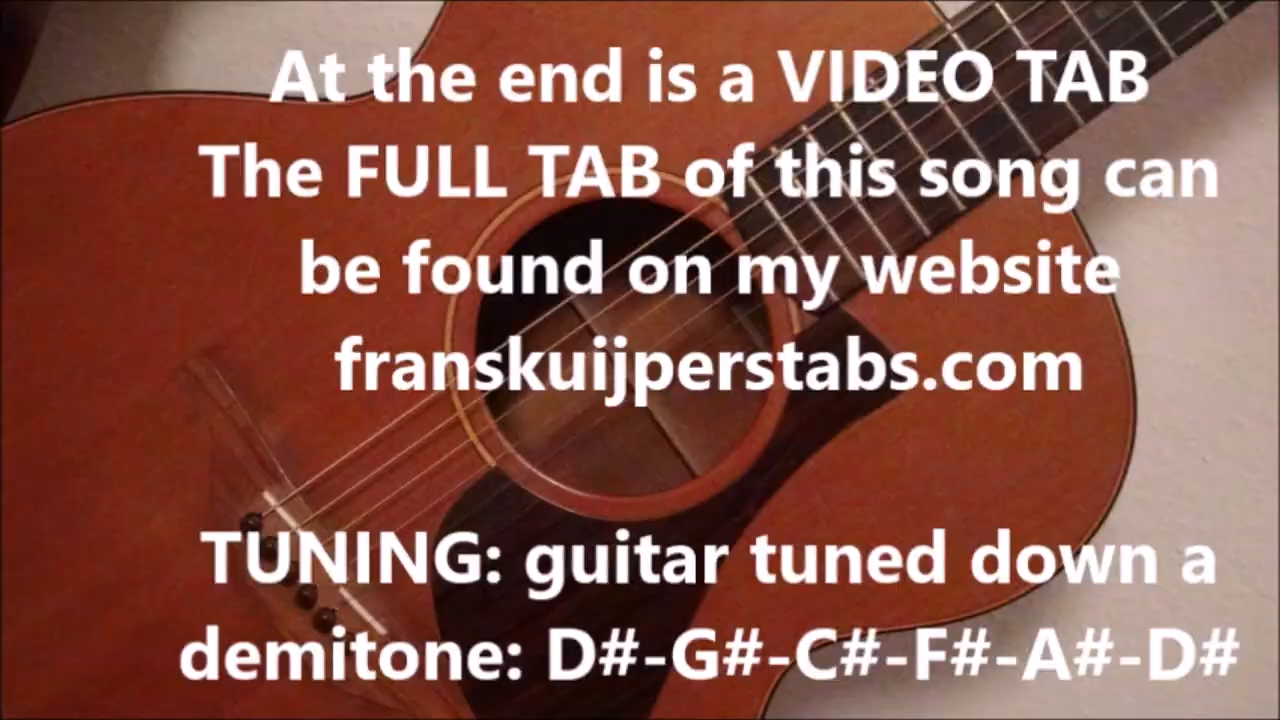 At the end is a VIDEO TAB
The FULL TAB of this song can
be found on my website
franskuijperstabs.com
TUNING: guitar tuned down a
demitone: D#-G#-C#-F#-A#-D#